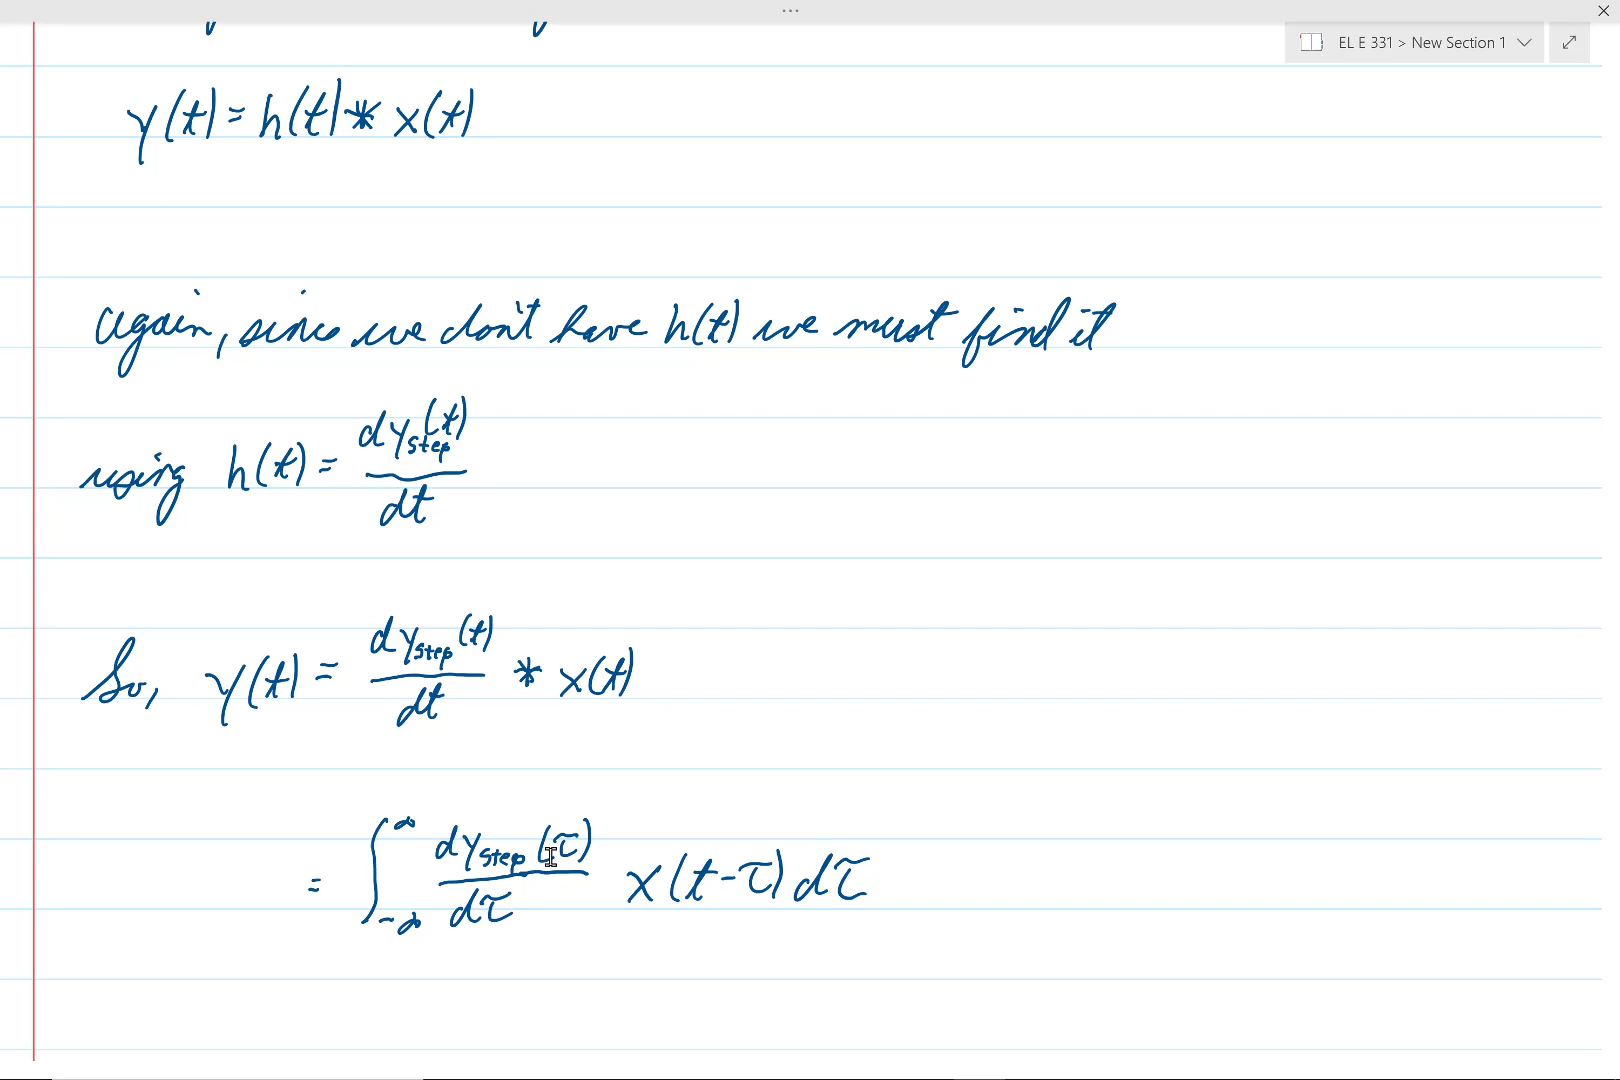 EL E 331 > New Section 1
y(t) = h(t) * x(t)
again, since we don't have h(t) we must find it
using h(t) = dy_step(t) / dt
So, y(t) = dy_step(t) / dt * x(t)
= ∫_{-∞}^{∞} dy_step(τ) / dτ x(t-τ) dτ